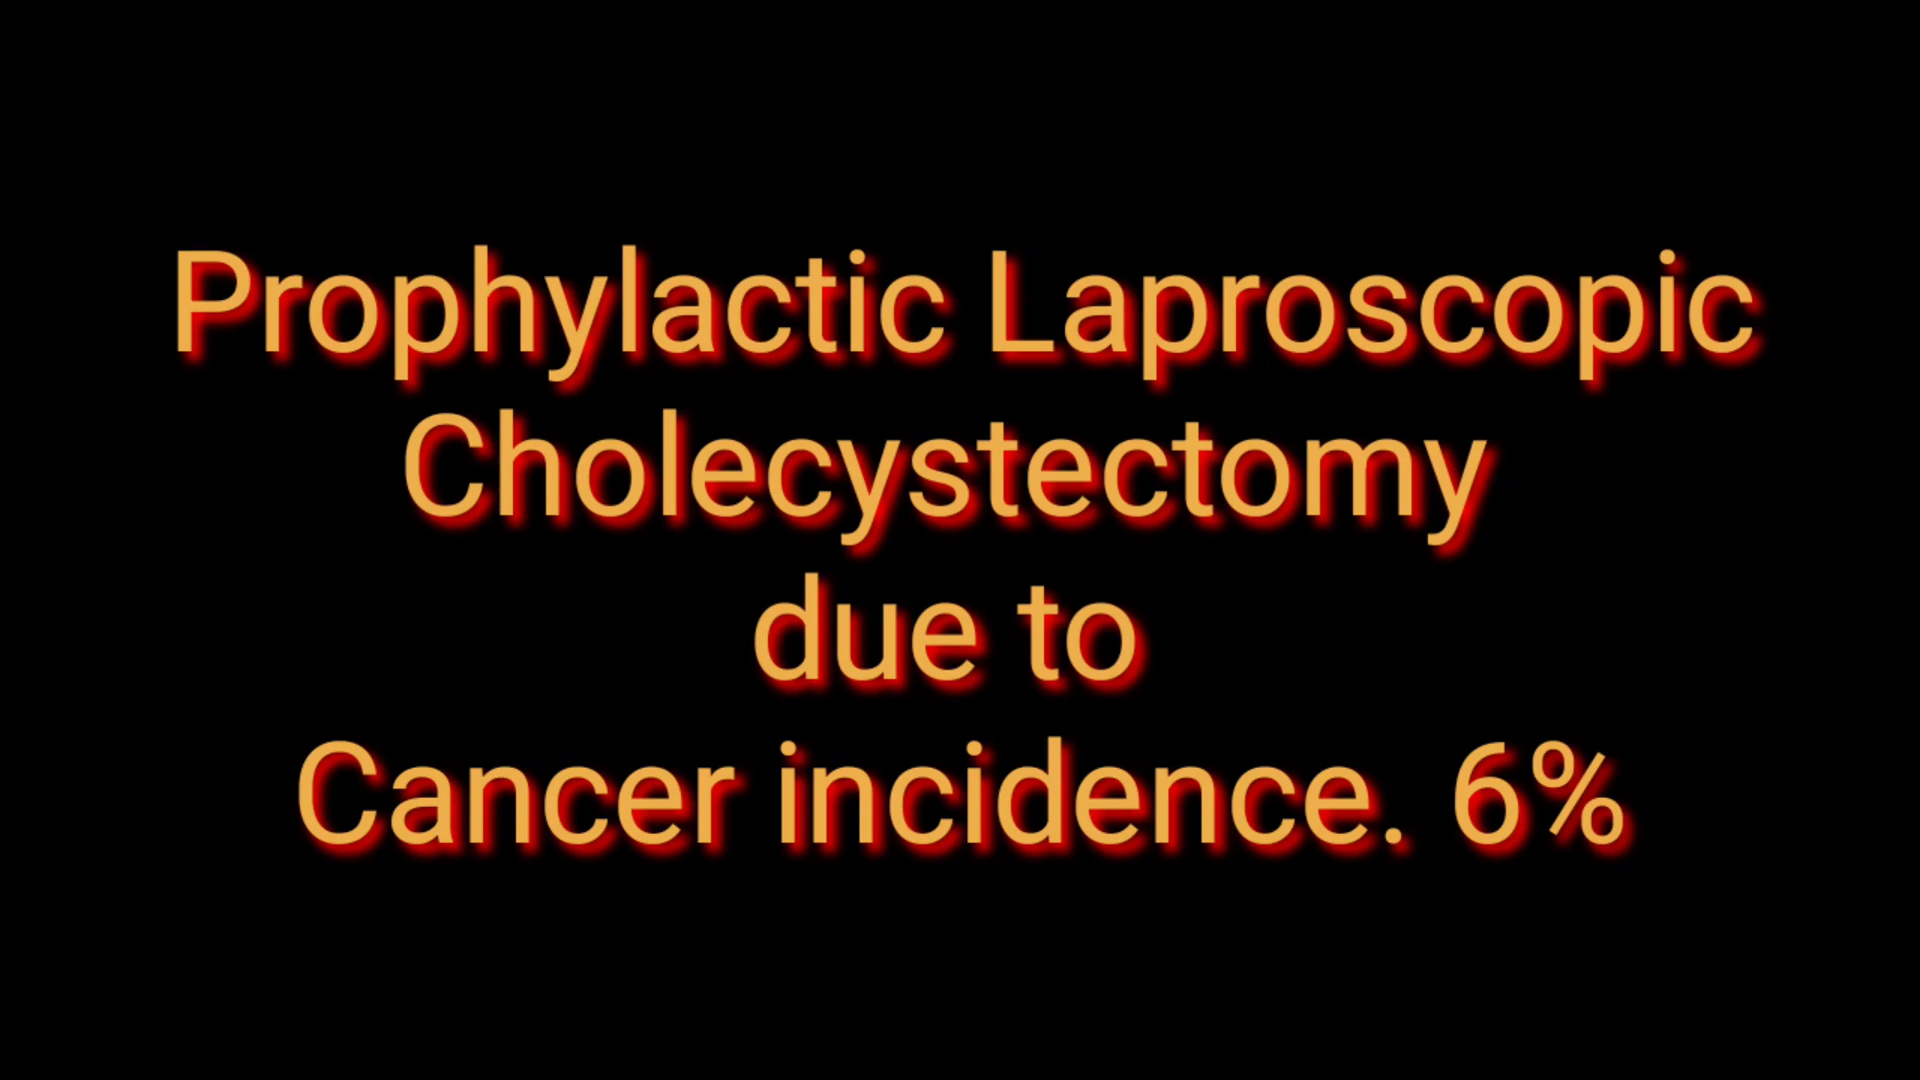 Prophylactic Laproscopic
Cholecystectomy
due to
Cancer incidence. 6%